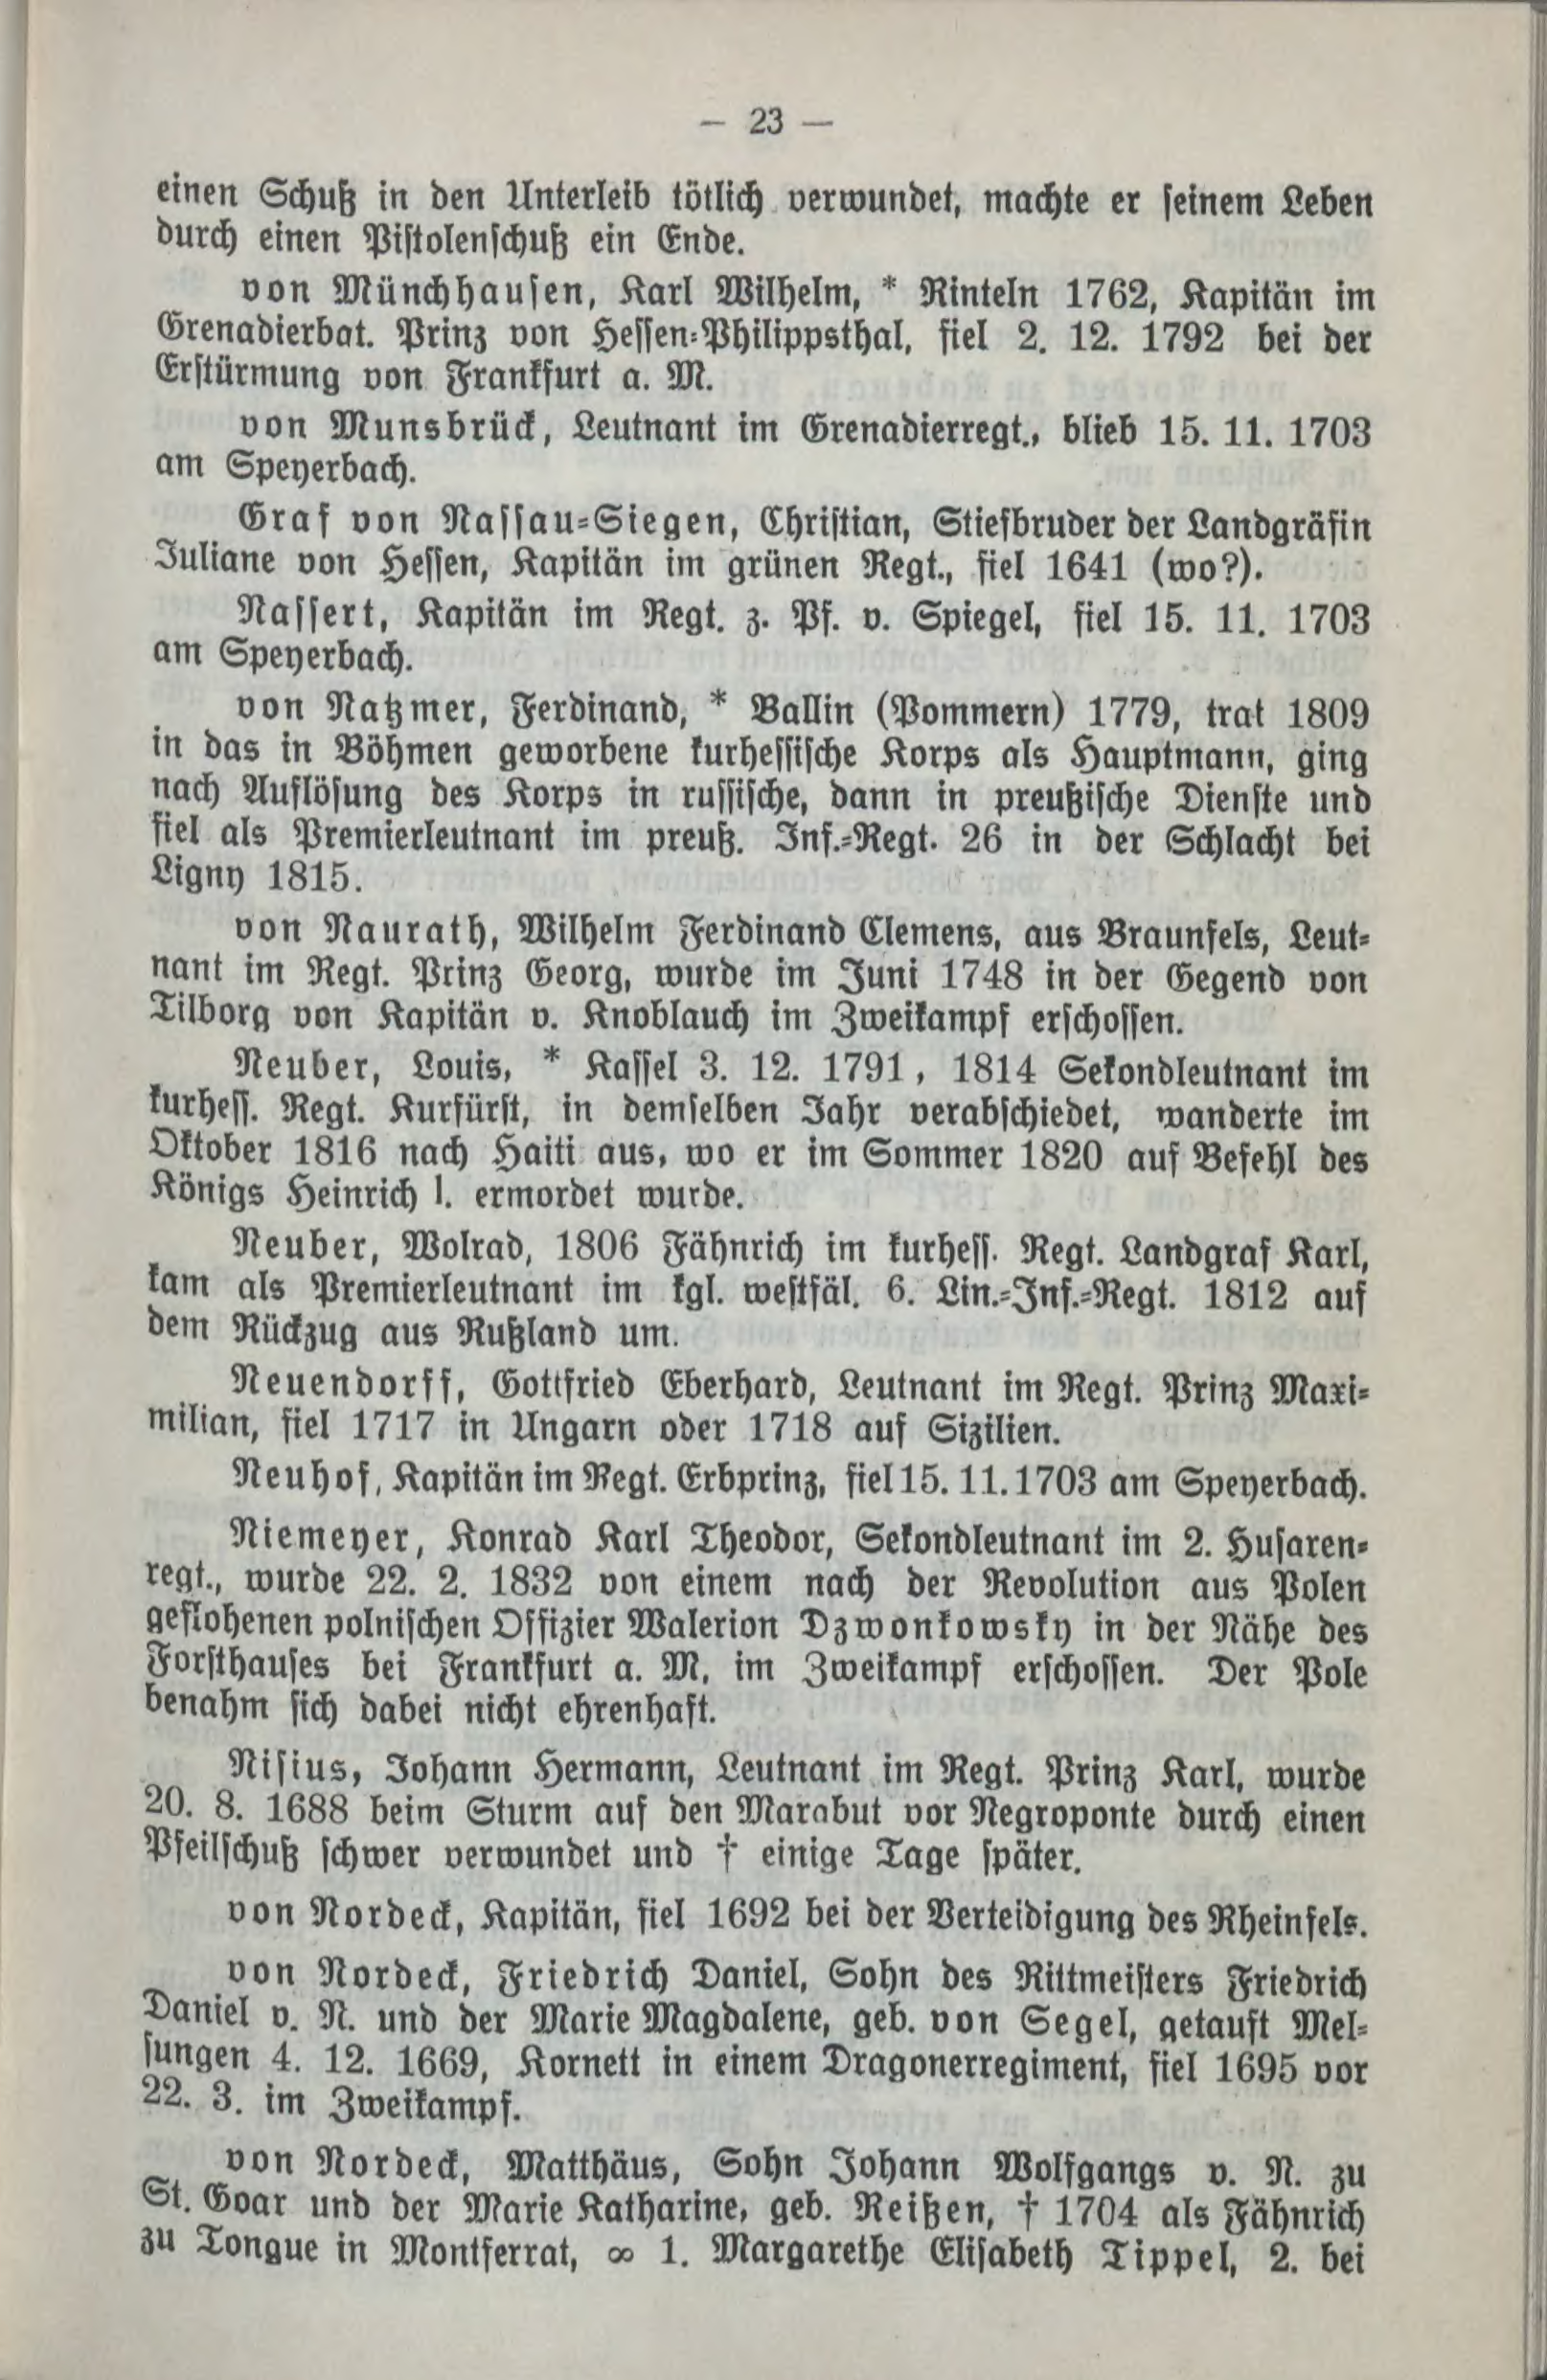 — 23 —
einen Schuß in den Unterleib tötlich verwundet, machte er seinem Leben
durch einen Pistolenschuß ein Ende.
von Münchhausen, Karl Wilhelm, * Rinteln 1762, Kapitän im
Grenadierbat. Prinz von Hessen-Philippsthal, fiel 2. 12. 1792 bei der
Erstürmung von Frankfurt a. M.
von Munsbrück, Leutnant im Grenadierregt., blieb 15. 11. 1703
am Speyerbach.
Graf von Nassau-Siegen, Christian, Stiefbruder der Landgräfin
Juliane von Hessen, Kapitän im grünen Regt., fiel 1641 (wo?).
Nassert, Kapitän im Regt. z. Pf. v. Spiegel, fiel 15. 11. 1703
am Speyerbach.
von Natzmer, Ferdinand, * Ballin (Pommern) 1779, trat 1809
in das in Böhmen geworbene kurhessische Korps als Hauptmann, ging
nach Auflösung des Korps in russische, dann in preußische Dienste und
fiel als Premierleutnant im preuß. Inf.-Regt. 26 in der Schlacht bei
Ligny 1815.
von Naurath, Wilhelm Ferdinand Clemens, aus Braunfels, Leut-
nant im Regt. Prinz Georg, wurde im Juni 1748 in der Gegend von
Tilborg von Kapitän v. Knoblauch im Zweikampf erschossen.
Neuber, Louis, * Kassel 3. 12. 1791, 1814 Sekondleutnant im
kurhess. Regt. Kurfürst, in demselben Jahr verabschiedet, wanderte im
Oktober 1816 nach Haiti aus, wo er im Sommer 1820 auf Befehl des
Königs Heinrich I. ermordet wurde.
Neuber, Wolrad, 1806 Fähnrich im kurhess. Regt. Landgraf Karl,
kam als Premierleutnant im kgl. westfäl. 6. Lin.-Inf.-Regt. 1812 auf
dem Rückzug aus Rußland um.
Neuendorff, Gottfried Eberhard, Leutnant im Regt. Prinz Maxi-
milian, fiel 1717 in Ungarn oder 1718 auf Sizilien.
Neuhof, Kapitän im Regt. Erbprinz, fiel 15. 11. 1703 am Speyerbach.
Niemeyer, Konrad Karl Theodor, Sekondleutnant im 2. Husaren-
regt., wurde 22. 2. 1832 von einem nach der Revolution aus Polen
geflohenen polnischen Offizier Walerion Dzwonkowsky in der Nähe des
Forsthauses bei Frankfurt a. M. im Zweikampf erschossen. Der Pole
benahm sich dabei nicht ehrenhaft.
Nisius, Johann Hermann, Leutnant im Regt. Prinz Karl, wurde
20. 8. 1688 beim Sturm auf den Marabut vor Negroponte durch einen
Pfeilschuß schwer verwundet und † einige Tage später.
von Nordeck, Kapitän, fiel 1692 bei der Verteidigung des Rheinfels.
von Nordeck, Friedrich Daniel, Sohn des Rittmeisters Friedrich
Daniel v. N. und der Marie Magdalene, geb. von Segel, getauft Mel-
sungen 4. 12. 1669, Kornett in einem Dragonerregiment, fiel 1695 vor
22. 3. im Zweikampf.
von Nordeck, Matthäus, Sohn Johann Wolfgangs v. N. zu
St. Goar und der Marie Katharine, geb. Reißen, † 1704 als Fähnrich
zu Tongue in Montferrat, ∞ 1. Margarethe Elisabeth Tippel, 2. bei